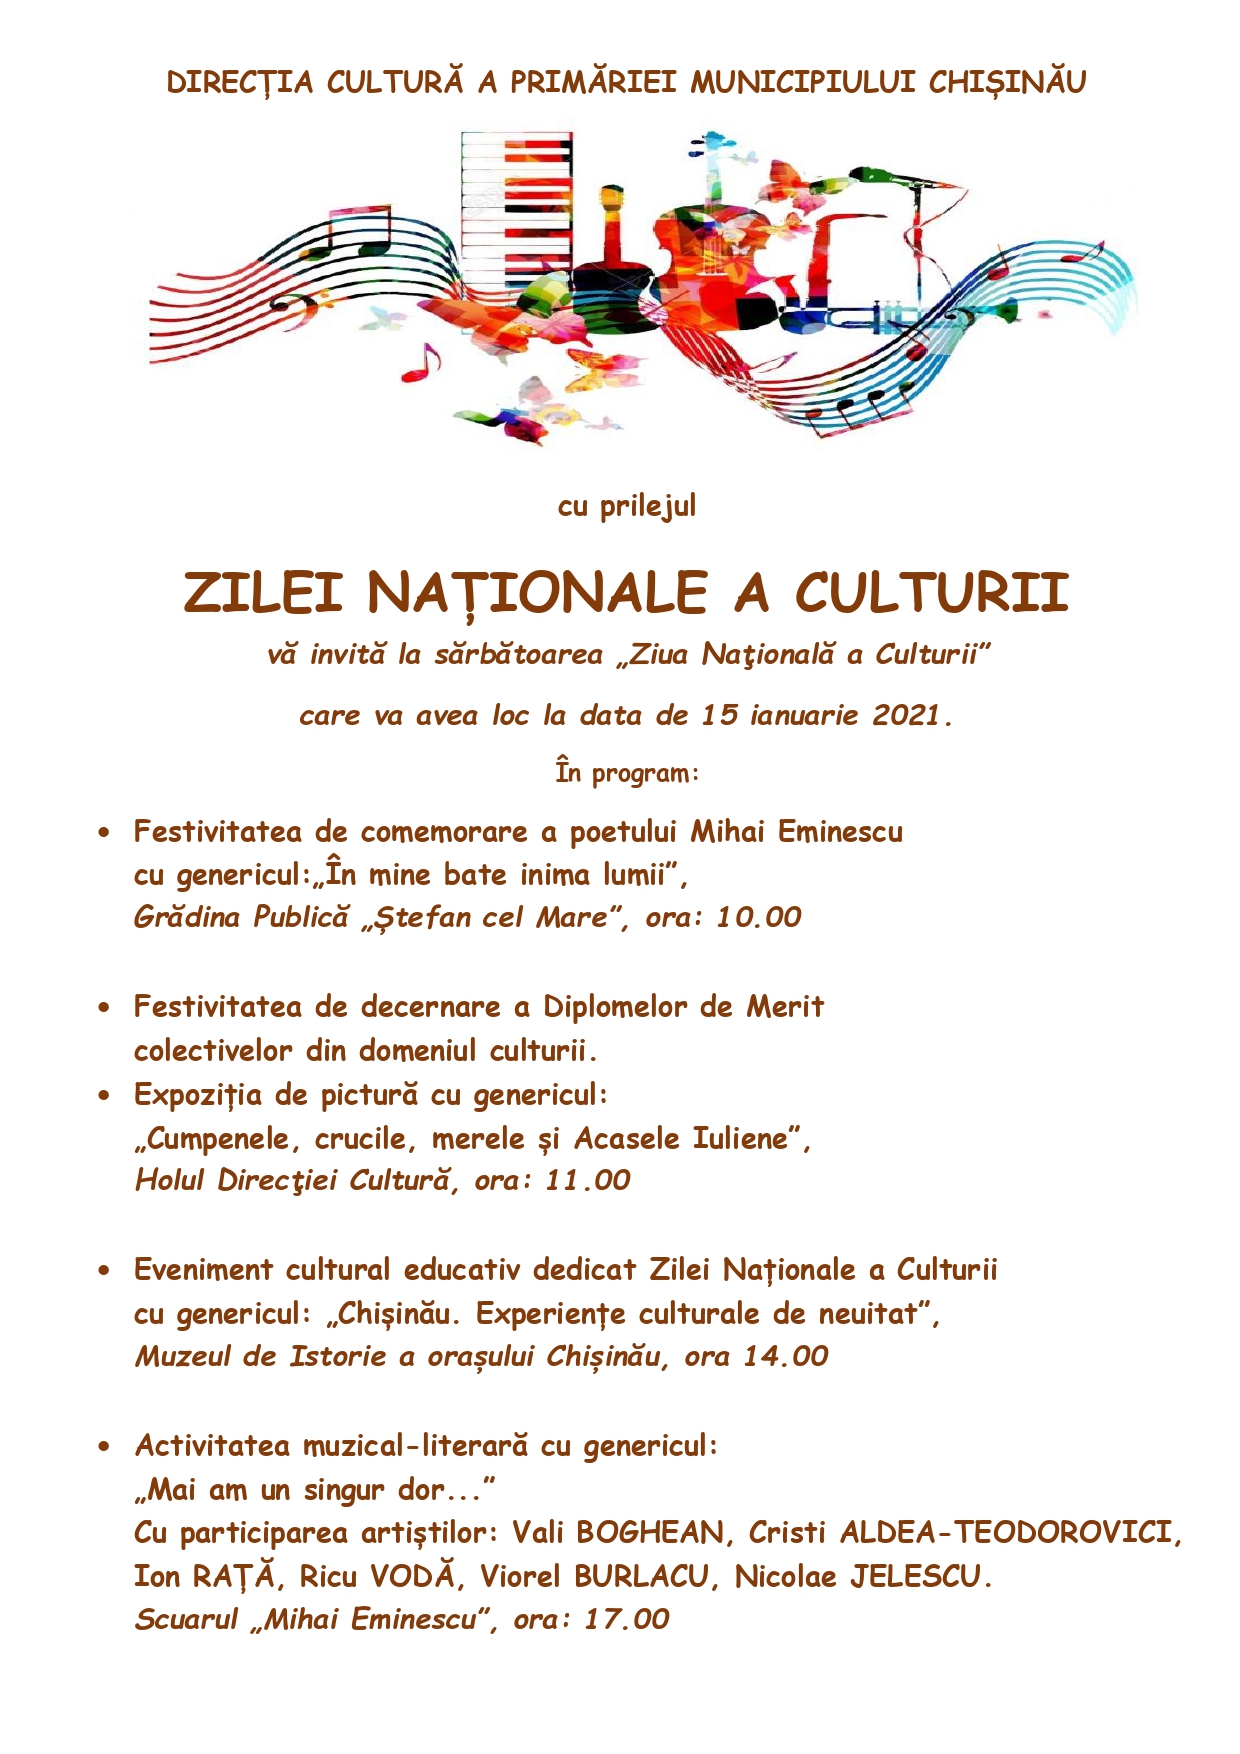 DIRECȚIA CULTURĂ A PRIMĂRIEI MUNICIPIULUI CHIȘINĂU
cu prilejul
ZILEI NAȚIONALE A CULTURII
vă invită la sărbătoarea „Ziua Naţională a Culturii”
care va avea loc la data de 15 ianuarie 2021.
În program:
• Festivitatea de comemorare a poetului Mihai Eminescu
cu genericul:„În mine bate inima lumii”,
Grădina Publică „Ștefan cel Mare”, ora: 10.00
• Festivitatea de decernare a Diplomelor de Merit
colectivelor din domeniul culturii.
• Expoziția de pictură cu genericul:
„Cumpenele, crucile, merele și Acasele Iuliene”,
Holul Direcţiei Cultură, ora: 11.00
• Eveniment cultural educativ dedicat Zilei Naționale a Culturii
cu genericul: „Chișinău. Experiențe culturale de neuitat”,
Muzeul de Istorie a orașului Chișinău, ora 14.00
• Activitatea muzical-literară cu genericul:
„Mai am un singur dor...”
Cu participarea artiștilor: Vali BOGHEAN, Cristi ALDEA-TEODOROVICI,
Ion RAȚĂ, Ricu VODĂ, Viorel BURLACU, Nicolae JELESCU.
Scuarul „Mihai Eminescu”, ora: 17.00